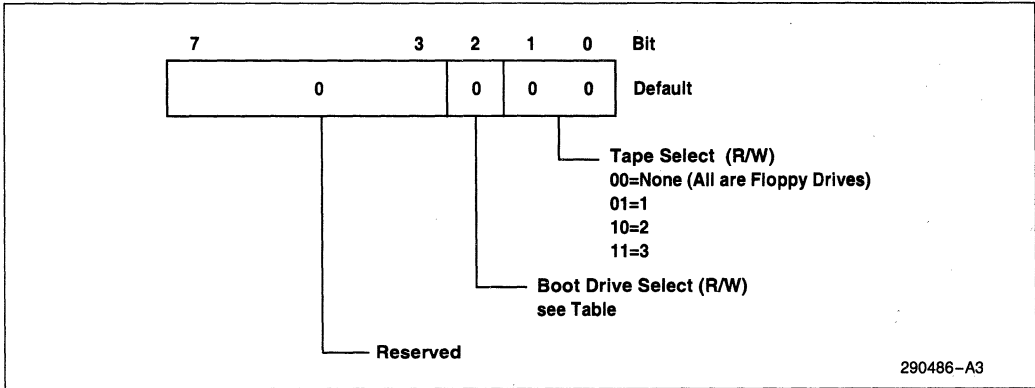 7 3 2 1 0 Bit
0 0 0 0 Default
Tape Select (R/W)
00=None (All are Floppy Drives)
01=1
10=2
11=3
Boot Drive Select (R/W)
see Table
Reserved
290486-A3